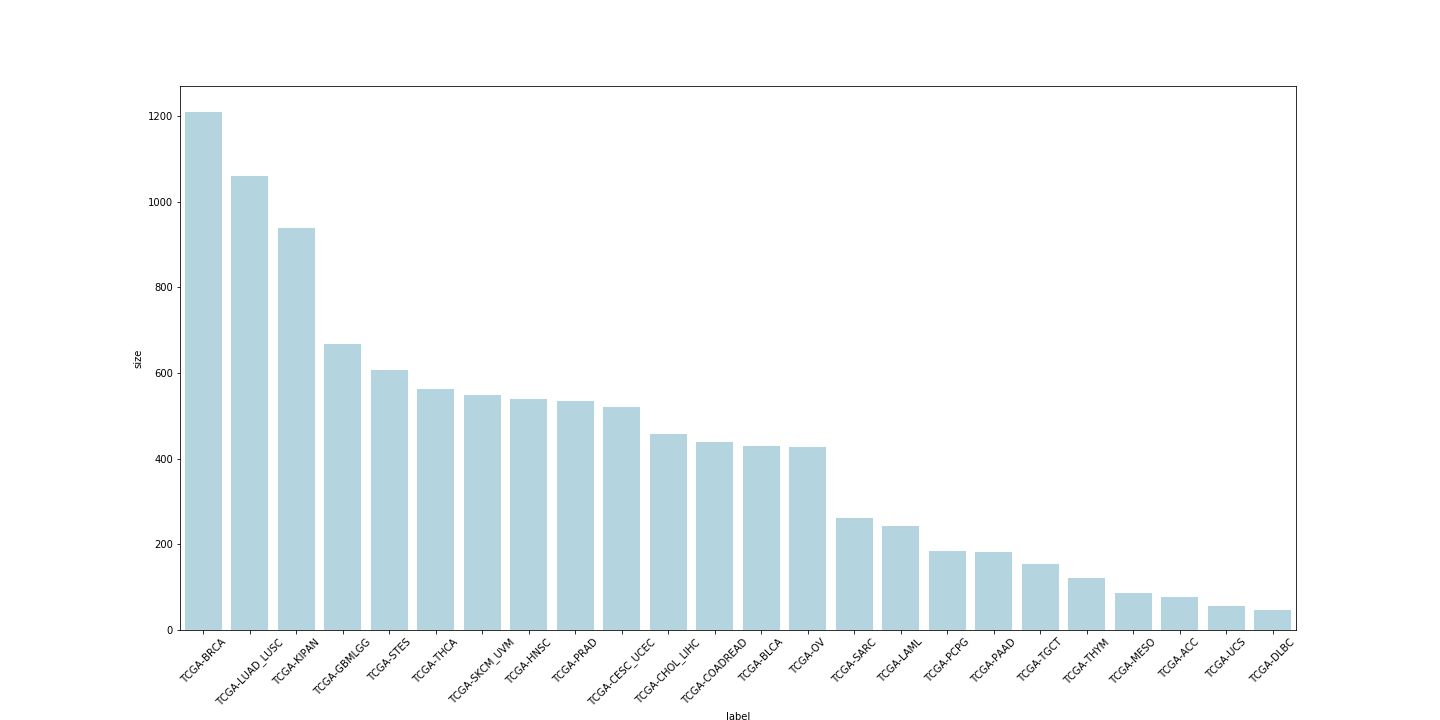 1200
1000
800
600
400
200
0
size
TCGA-BRCA
TCGA-LUAD_LUSC
TCGA-KIPAN
TCGA-GBMLGG
TCGA-STES
TCGA-THCA
TCGA-SKCM_UVM
TCGA-HNSC
TCGA-PRAD
TCGA-CESC_UCEC
TCGA-CHOL_LIHC
TCGA-COADREAD
TCGA-BLCA
TCGA-OV
TCGA-SARC
TCGA-LAML
TCGA-PCPG
TCGA-PAAD
TCGA-TGCT
TCGA-THYM
TCGA-MESO
TCGA-ACC
TCGA-UCS
TCGA-DLBC
label